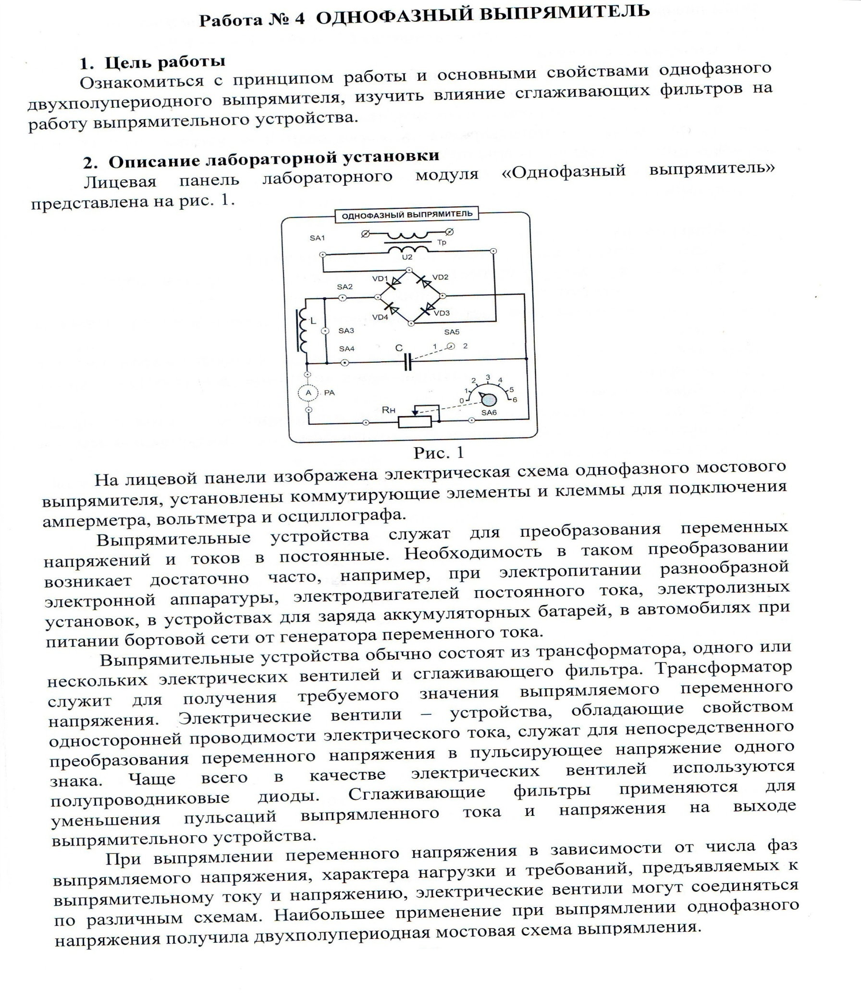 Работа № 4 ОДНОФАЗНЫЙ ВЫПРЯМИТЕЛЬ
1. Цель работы
Ознакомиться с принципом работы и основными свойствами однофазного
двухполупериодного выпрямителя, изучить влияние сглаживающих фильтров на
работу выпрямительного устройства.
2. Описание лабораторной установки
Лицевая панель лабораторного модуля «Однофазный выпрямитель»
представлена на рис. 1.
ОДНОФАЗНЫЙ ВЫПРЯМИТЕЛЬ
SA1
Тр
U2
VD1
VD2
SA2
L
VD4
VD3
SA3
SA5
SA4
C
1
2
A
PA
0
1
2
3
4
5
6
Rн
SA6
Рис. 1
На лицевой панели изображена электрическая схема однофазного мостового
выпрямителя, установлены коммутирующие элементы и клеммы для подключения
амперметра, вольтметра и осциллографа.
Выпрямительные устройства служат для преобразования переменных
напряжений и токов в постоянные. Необходимость в таком преобразовании
возникает достаточно часто, например, при электропитании разнообразной
электронной аппаратуры, электродвигателей постоянного тока, электролизных
установок, в устройствах для заряда аккумуляторных батарей, в автомобилях при
питании бортовой сети от генератора переменного тока.
Выпрямительные устройства обычно состоят из трансформатора, одного или
нескольких электрических вентилей и сглаживающего фильтра. Трансформатор
служит для получения требуемого значения выпрямляемого переменного
напряжения. Электрические вентили – устройства, обладающие свойством
односторонней проводимости электрического тока, служат для непосредственного
преобразования переменного напряжения в пульсирующее напряжение одного
знака. Чаще всего в качестве электрических вентилей используются
полупроводниковые диоды. Сглаживающие фильтры применяются для
уменьшения пульсаций выпрямленного тока и напряжения на выходе
выпрямительного устройства.
При выпрямлении переменного напряжения в зависимости от числа фаз
выпрямляемого напряжения, характера нагрузки и требований, предъявляемых к
выпрямительному току и напряжению, электрические вентили могут соединяться
по различным схемам. Наибольшее применение при выпрямлении однофазного
напряжения получила двухполупериодная мостовая схема выпрямления.